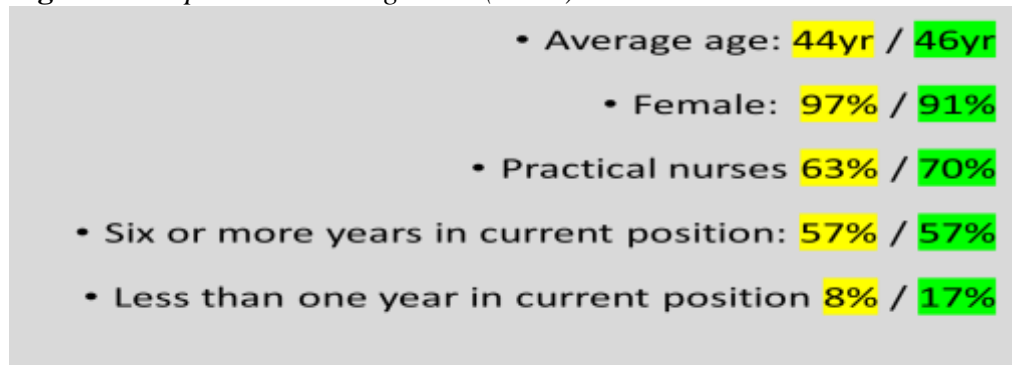 • Average age: 44yr / 46yr
• Female: 97% / 91%
• Practical nurses 63% / 70%
• Six or more years in current position: 57% / 57%
• Less than one year in current position 8% / 17%